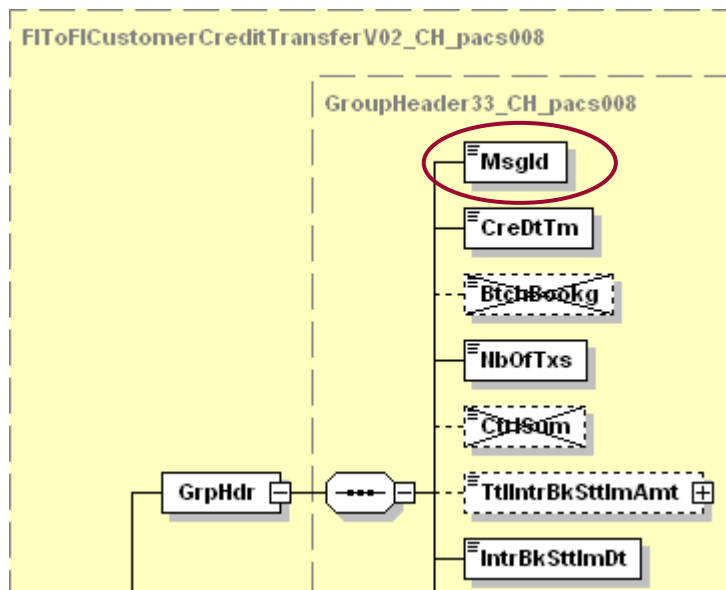 FIToFICustomerCreditTransferV02_CH_pacs008
GroupHeader33_CH_pacs008
MsgId
CreDtTm
BtchBookg
NbOfTxs
CtrlSum
GrpHdr
TtlIntrBkSttlmAmt
IntrBkSttlmDt